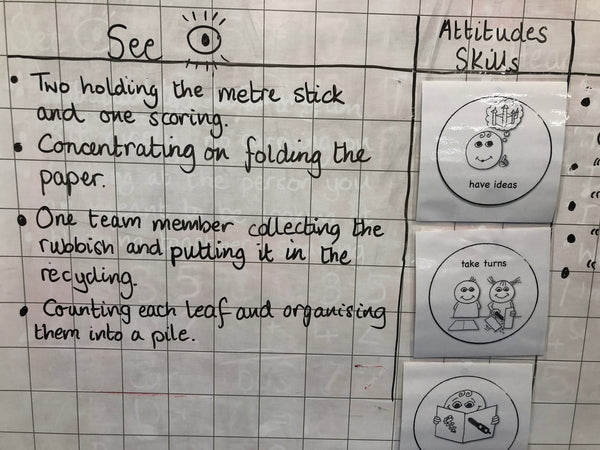 See
Attitudes
Skills
• Two holding the metre stick
and one scoring.
• Concentrating on folding the
paper.
• One team member collecting the
rubbish and putting it in the
recycling.
• Counting each leaf and organising
them into a pile.
have ideas
take turns